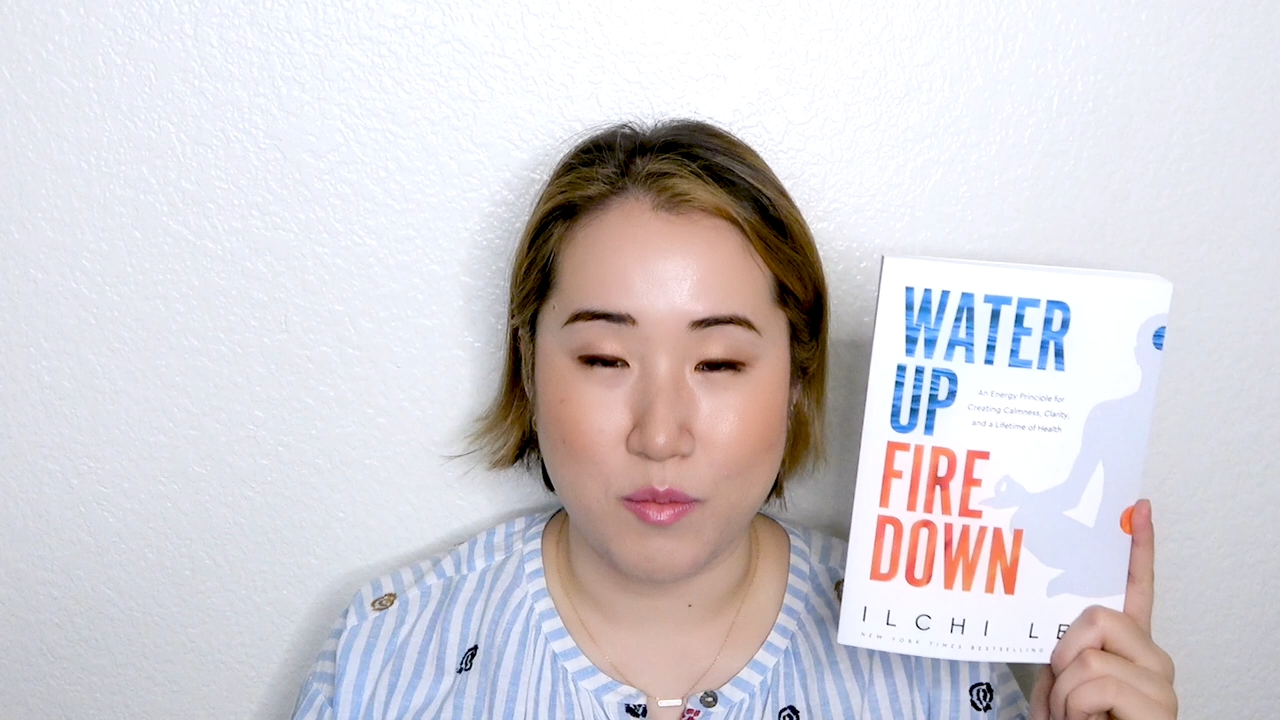 WATER
UP
An Energy Principle for
Creating Calmness, Clarity,
and a Lifetime of Health
FIRE
DOWN
ILCHI LE
NEW YORK TIMES BESTSELLING